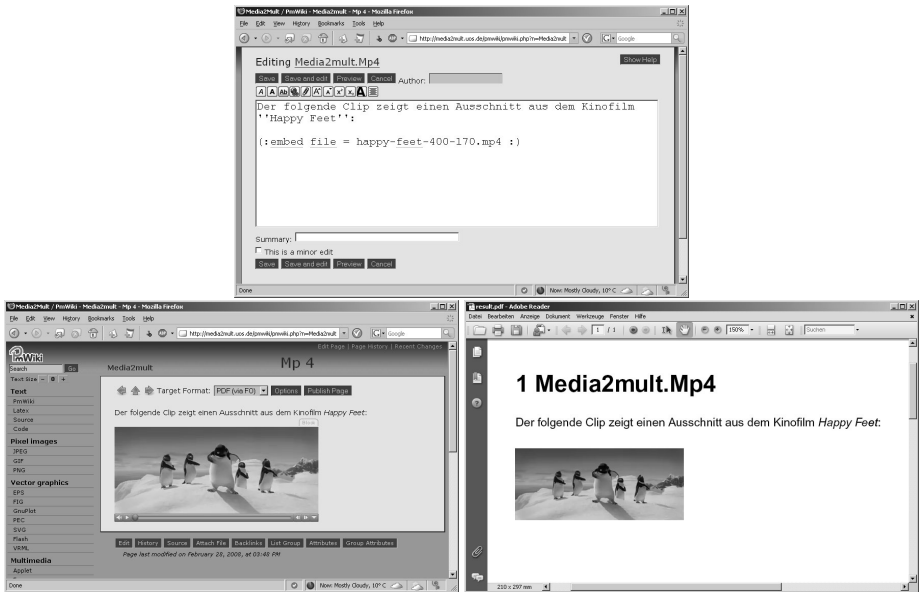 Media2Mult / PmWiki - Media2mult - Mp 4 - Mozilla Firefox
File Edit View History Bookmarks Tools Help
http://media2mult.uos.de/pmwiki/pmwiki.php?n=Media2mult
Google
Editing Media2mult.Mp4
Show Help
Save Save and edit Preview Cancel Author:
Der folgende Clip zeigt einen Ausschnitt aus dem Kinofilm
''Happy Feet'':
(:embed file = happy-feet-400-170.mp4 :)
Summary:
This is a minor edit
Save Save and edit Preview Cancel
Done
Now: Mostly Cloudy, 10° C
Media2Mult / PmWiki - Media2mult - Mp 4 - Mozilla Firefox
File Edit View History Bookmarks Tools Help
http://media2mult.uos.de/pmwiki/pmwiki.php?n=Media2mult
Google
Edit Page | Page History | Recent Changes
PmWiki
Search Go
Text Size - 0 +
Text
PmWiki
Latex
Source
Code
Pixel images
JPEG
GIF
PNG
Vector graphics
EPS
FIG
GnuPlot
PEC
SVG
Flash
VRML
Multimedia
Applet
Media2mult
Mp 4
Target Format: PDF (via FO) Options Publish Page
Der folgende Clip zeigt einen Ausschnitt aus dem Kinofilm Happy Feet:
Edit History Source Attach File Backlinks List Group Attributes Group Attributes
Page last modified on February 28, 2008, at 03:48 PM
Done
Now: Mostly Cloudy, 10° C
result.pdf - Adobe Reader
Datei Bearbeiten Anzeige Dokument Werkzeuge Fenster Hilfe
1 / 1
150%
Suchen
1 Media2mult.Mp4
Der folgende Clip zeigt einen Ausschnitt aus dem Kinofilm Happy Feet:
210 x 297 mm